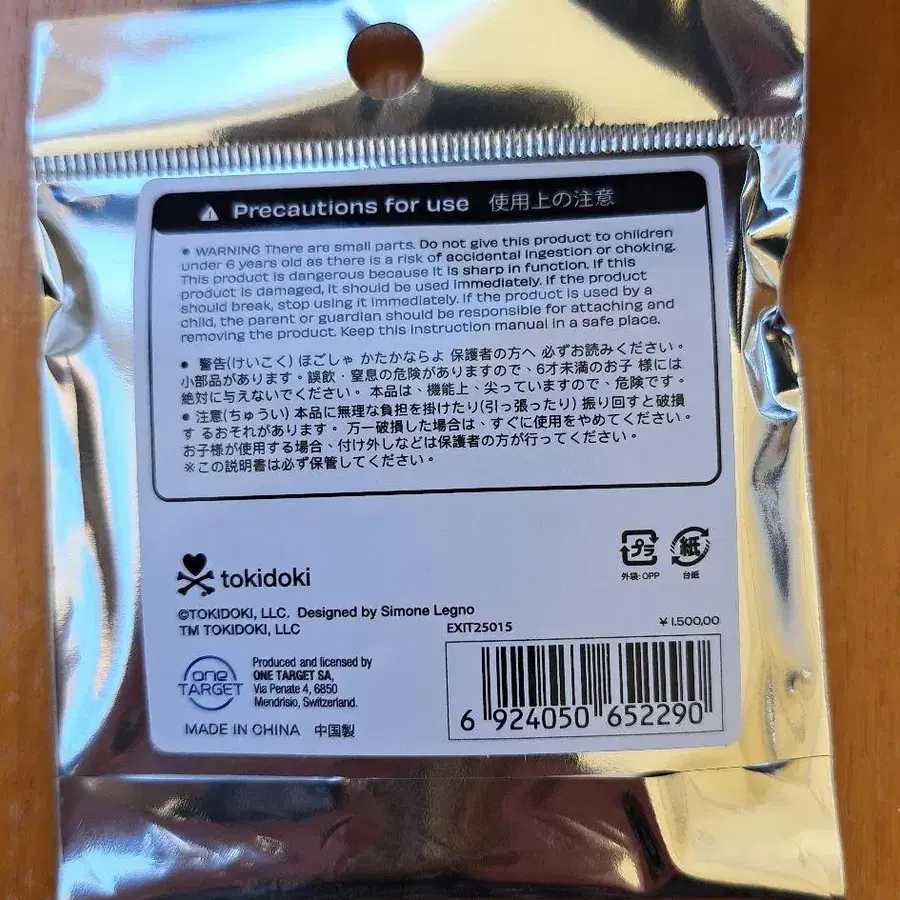 Precautions for use 使用上の注意
• WARNING There are small parts. Do not give this product to children
under 6 years old as there is a risk of accidental ingestion or choking.
This product is dangerous because it is sharp in function. If this
product is damaged, it should be used immediately. If the product
should break, stop using it immediately. If the product is used by a
child, the parent or guardian should be responsible for attaching and
removing the product. Keep this instruction manual in a safe place.
• 警告(けいこく) ほごしゃ かたかならよ 保護者の方へ 必ずお読みください。
小部品があります。誤飲・窒息の危険がありますので、6才未満のお子 様には
絶対に与えないでください。 本品は、機能上、尖っていますので、危険です。
• 注意(ちゅうい) 本品に無理な負担を掛けたり(引っ張ったり) 振り回すと破損
す るおそれがあります。 万一破損した場合は、すぐに使用をやめてください。
お子様が使用する場合、付け外しなどは保護者の方が行ってください。
※この説明書は必ず保管してください。
プラ
外袋: OPP
紙
台紙
tokidoki
©TOKIDOKI, LLC. Designed by Simone Legno
TM TOKIDOKI, LLC
EXIT25015
¥ 1.500,00
one
TARGET
Produced and licensed by
ONE TARGET SA,
Via Penate 4, 6850
Mendrisio, Switzerland.
MADE IN CHINA 中国製
6 924050 652290